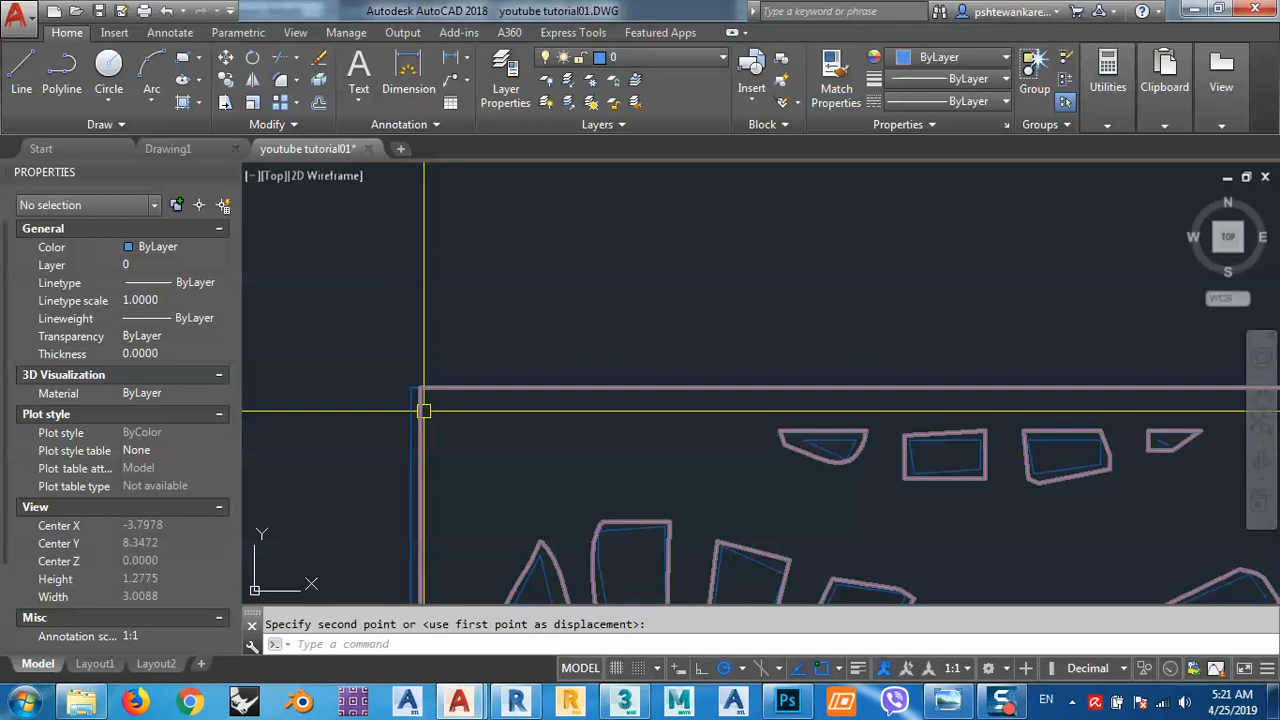 Autodesk AutoCAD 2018 youtube tutorial01.DWG
Type a keyword or phrase
pshtewankare...
Home Insert Annotate Parametric View Manage Output Add-ins A360 Express Tools Featured Apps
Line Polyline Circle Arc Text Dimension Layer Properties Insert Match Properties Group Utilities Clipboard View
0
ByLayer
ByLayer
ByLayer
Draw Modify Annotation Layers Block Properties Groups
Start Drawing1 youtube tutorial01*
PROPERTIES
[−][Top][2D Wireframe]
No selection
General
Color ByLayer
Layer 0
Linetype ByLayer
Linetype scale 1.0000
Lineweight ByLayer
Transparency ByLayer
Thickness 0.0000
3D Visualization
Material ByLayer
Plot style
Plot style ByColor
Plot style table None
Plot table att... Model
Plot table type Not available
View
Center X -3.7978
Center Y 8.3472
Center Z 0.0000
Height 1.2775
Width 3.0088
Misc
Annotation sc... 1:1
N
W TOP E
S
WCS
Y
X
Specify second point or <use first point as displacement>:
Type a command
Model Layout1 Layout2
MODEL 1:1 Decimal
EN
5:21 AM
4/25/2019